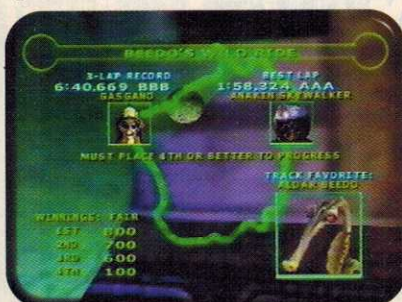 BEEDO'S WILD RIDE
3-LAP RECORD
6:40.669 BBB
GASGANO
BEST LAP
1:58.324 AAA
ANAKIN SKYWALKER
MUST PLACE 4TH OR BETTER TO PROGRESS
TRACK FAVORITE:
ALDAR BEEDO
WINNINGS: FAIR
1ST 800
2ND 700
3RD 600
4TH 100